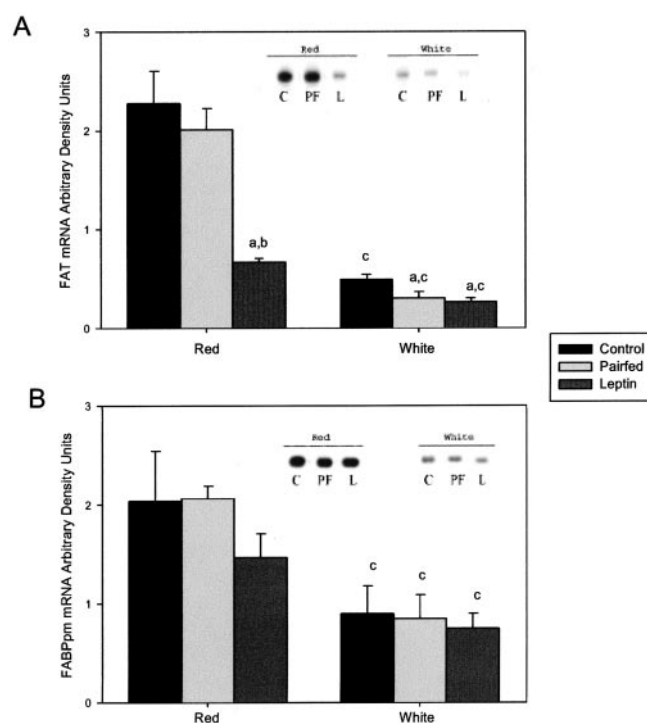 A
FAT mRNA Arbitrary Density Units
3
2
1
0
Red White
C PF L C PF L
a,b
c
a,c
a,c
Red White
Control
Pairfed
Leptin
B
FABPpm mRNA Arbitrary Density Units
3
2
1
0
Red White
C PF L C PF L
c
c
c
Red White